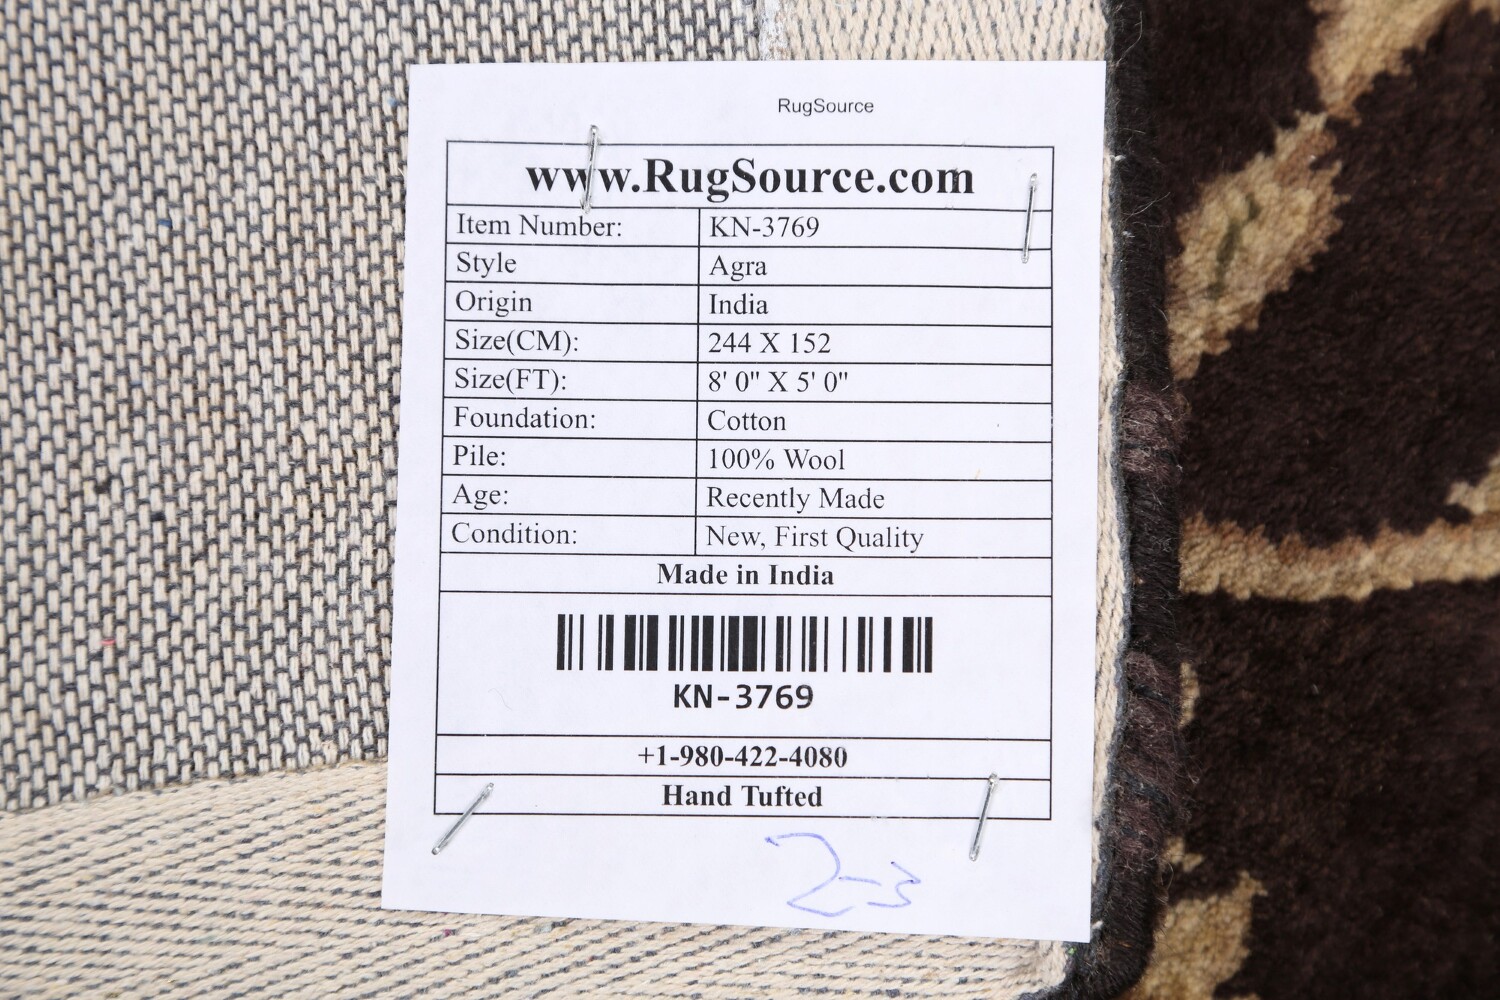 RugSource
www.RugSource.com
Item Number: KN-3769
Style Agra
Origin India
Size(CM): 244 X 152
Size(FT): 8' 0" X 5' 0"
Foundation: Cotton
Pile: 100% Wool
Age: Recently Made
Condition: New, First Quality
Made in India
KN-3769
+1-980-422-4080
Hand Tufted
2-3